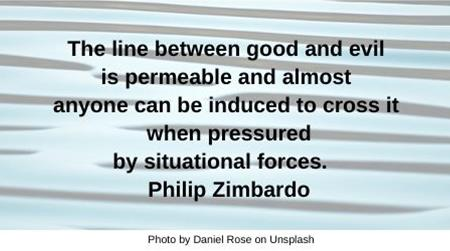 The line between good and evil
is permeable and almost
anyone can be induced to cross it
when pressured
by situational forces.
Philip Zimbardo
Photo by Daniel Rose on Unsplash